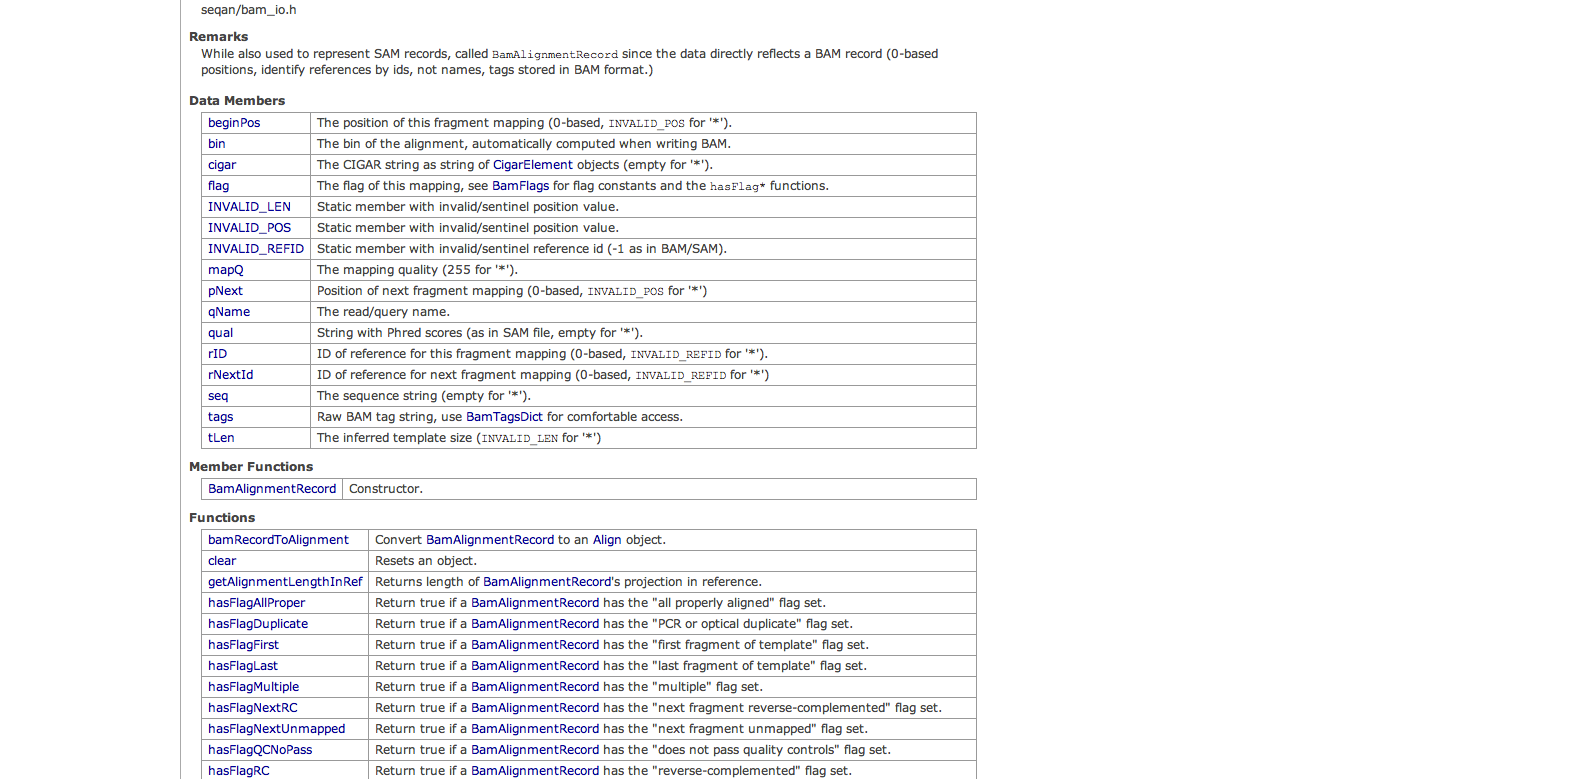 seqan/bam_io.h
Remarks
While also used to represent SAM records, called BamAlignmentRecord since the data directly reflects a BAM record (0-based
positions, identify references by ids, not names, tags stored in BAM format.)
Data Members
beginPos The position of this fragment mapping (0-based, INVALID_POS for '*').
bin The bin of the alignment, automatically computed when writing BAM.
cigar The CIGAR string as string of CigarElement objects (empty for '*').
flag The flag of this mapping, see BamFlags for flag constants and the hasFlag* functions.
INVALID_LEN Static member with invalid/sentinel position value.
INVALID_POS Static member with invalid/sentinel position value.
INVALID_REFID Static member with invalid/sentinel reference id (-1 as in BAM/SAM).
mapQ The mapping quality (255 for '*').
pNext Position of next fragment mapping (0-based, INVALID_POS for '*')
qName The read/query name.
qual String with Phred scores (as in SAM file, empty for '*').
rID ID of reference for this fragment mapping (0-based, INVALID_REFID for '*').
rNextId ID of reference for next fragment mapping (0-based, INVALID_REFID for '*')
seq The sequence string (empty for '*').
tags Raw BAM tag string, use BamTagsDict for comfortable access.
tLen The inferred template size (INVALID_LEN for '*')
Member Functions
BamAlignmentRecord Constructor.
Functions
bamRecordToAlignment Convert BamAlignmentRecord to an Align object.
clear Resets an object.
getAlignmentLengthInRef Returns length of BamAlignmentRecord's projection in reference.
hasFlagAllProper Return true if a BamAlignmentRecord has the "all properly aligned" flag set.
hasFlagDuplicate Return true if a BamAlignmentRecord has the "PCR or optical duplicate" flag set.
hasFlagFirst Return true if a BamAlignmentRecord has the "first fragment of template" flag set.
hasFlagLast Return true if a BamAlignmentRecord has the "last fragment of template" flag set.
hasFlagMultiple Return true if a BamAlignmentRecord has the "multiple" flag set.
hasFlagNextRC Return true if a BamAlignmentRecord has the "next fragment reverse-complemented" flag set.
hasFlagNextUnmapped Return true if a BamAlignmentRecord has the "next fragment unmapped" flag set.
hasFlagQCNoPass Return true if a BamAlignmentRecord has the "does not pass quality controls" flag set.
hasFlagRC Return true if a BamAlignmentRecord has the "reverse-complemented" flag set.